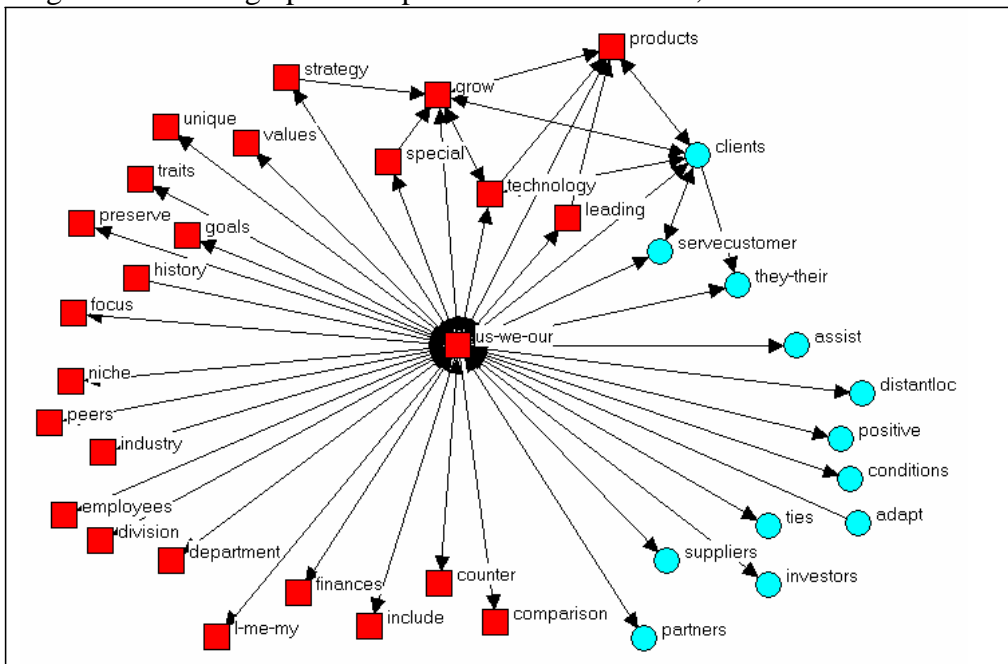 products
strategy
grow
unique
values
clients
special
traits
technology
leading
preserve
goals
servecustomer
history
they-their
focus
us-we-our
assist
niche
distantloc
peers
positive
industry
conditions
employees
adapt
ties
division
department
suppliers
investors
counter
finances
include
comparison
I-me-my
partners